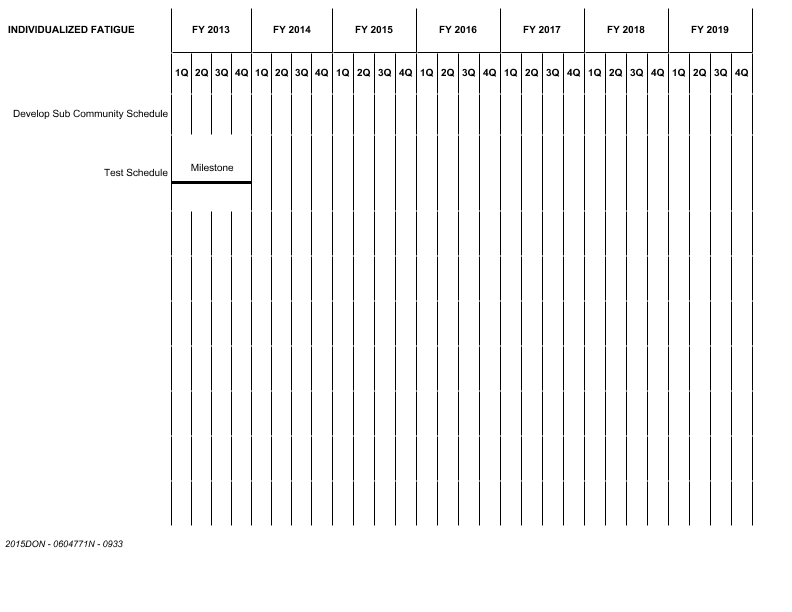 INDIVIDUALIZED FATIGUE FY 2013 FY 2014 FY 2015 FY 2016 FY 2017 FY 2018 FY 2019
1Q 2Q 3Q 4Q 1Q 2Q 3Q 4Q 1Q 2Q 3Q 4Q 1Q 2Q 3Q 4Q 1Q 2Q 3Q 4Q 1Q 2Q 3Q 4Q 1Q 2Q 3Q 4Q
Develop Sub Community Schedule
Milestone
Test Schedule
2015DON - 0604771N - 0933